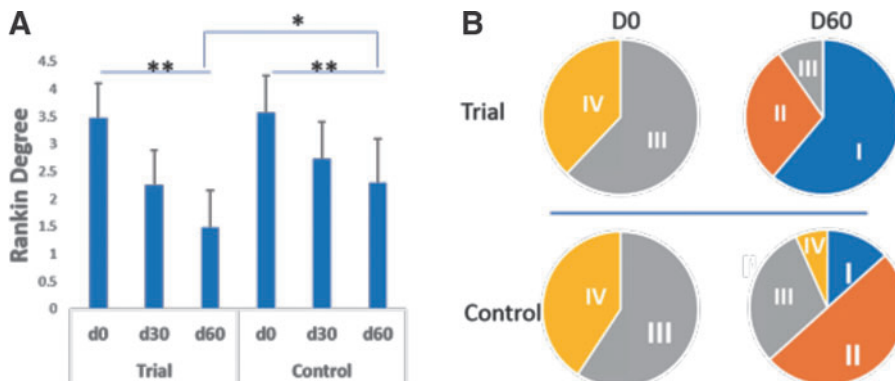 A
Rankin Degree
4.5
4
3.5
3
2.5
2
1.5
1
0.5
0
**
*
**
d0 d30 d60 d0 d30 d60
Trial Control
B
D0 D60
Trial
IV III
III II I
Control
IV III
IV I III II